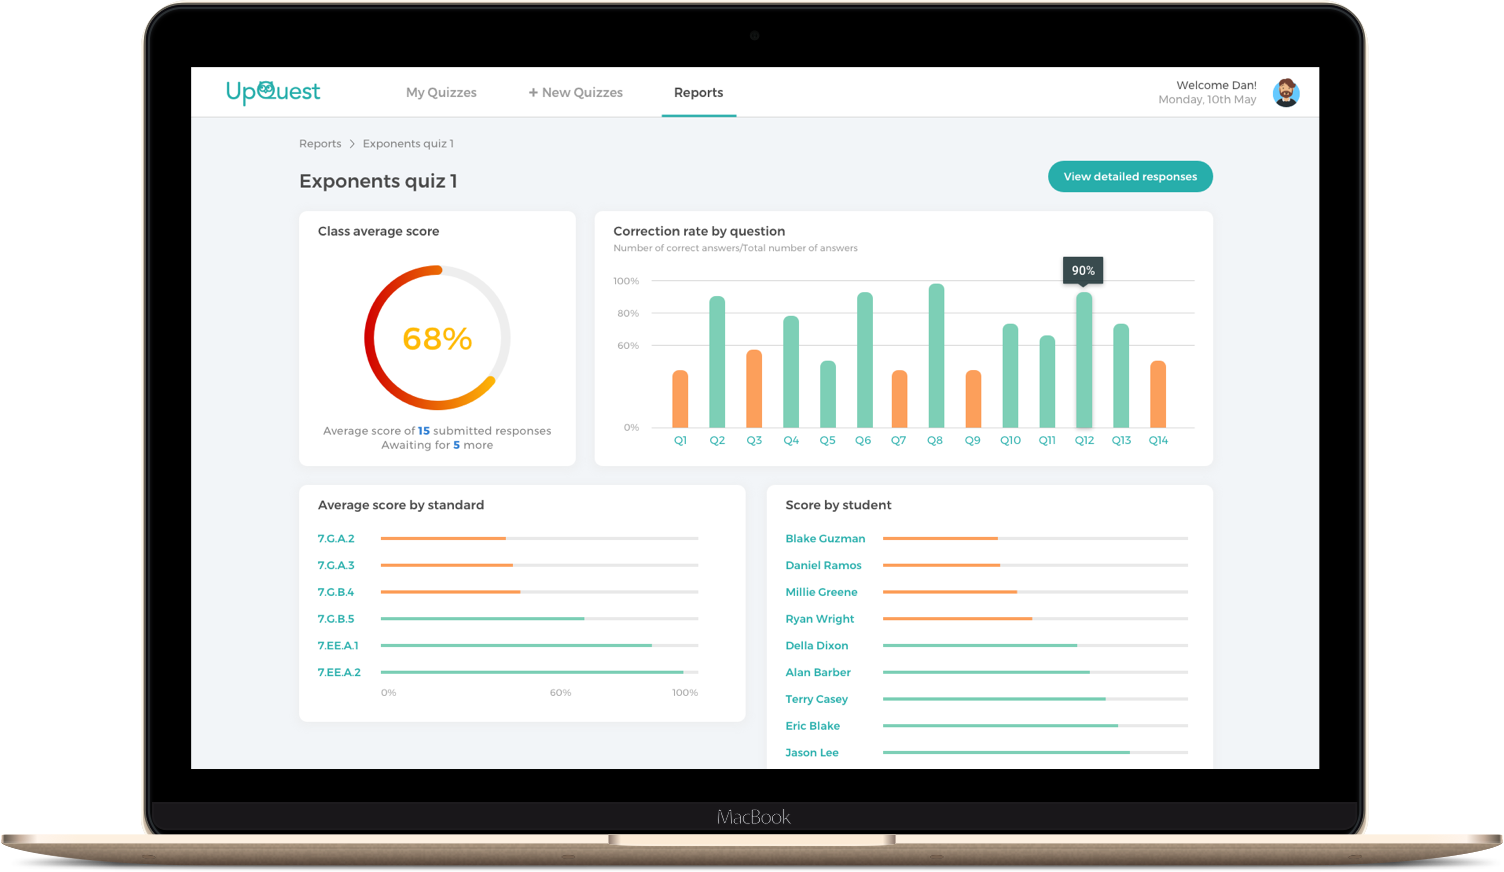 UpQuest
My Quizzes
+ New Quizzes
Reports
Welcome Dan!
Monday, 10th May
Reports > Exponents quiz 1
Exponents quiz 1
View detailed responses
Class average score
68%
Average score of 15 submitted responses
Awaiting for 5 more
Correction rate by question
Number of correct answers/Total number of answers
90%
100%
80%
60%
0%
Q1 Q2 Q3 Q4 Q5 Q6 Q7 Q8 Q9 Q10 Q11 Q12 Q13 Q14
Average score by standard
7.G.A.2
7.G.A.3
7.G.B.4
7.G.B.5
7.EE.A.1
7.EE.A.2
0% 60% 100%
Score by student
Blake Guzman
Daniel Ramos
Millie Greene
Ryan Wright
Della Dixon
Alan Barber
Terry Casey
Eric Blake
Jason Lee
MacBook